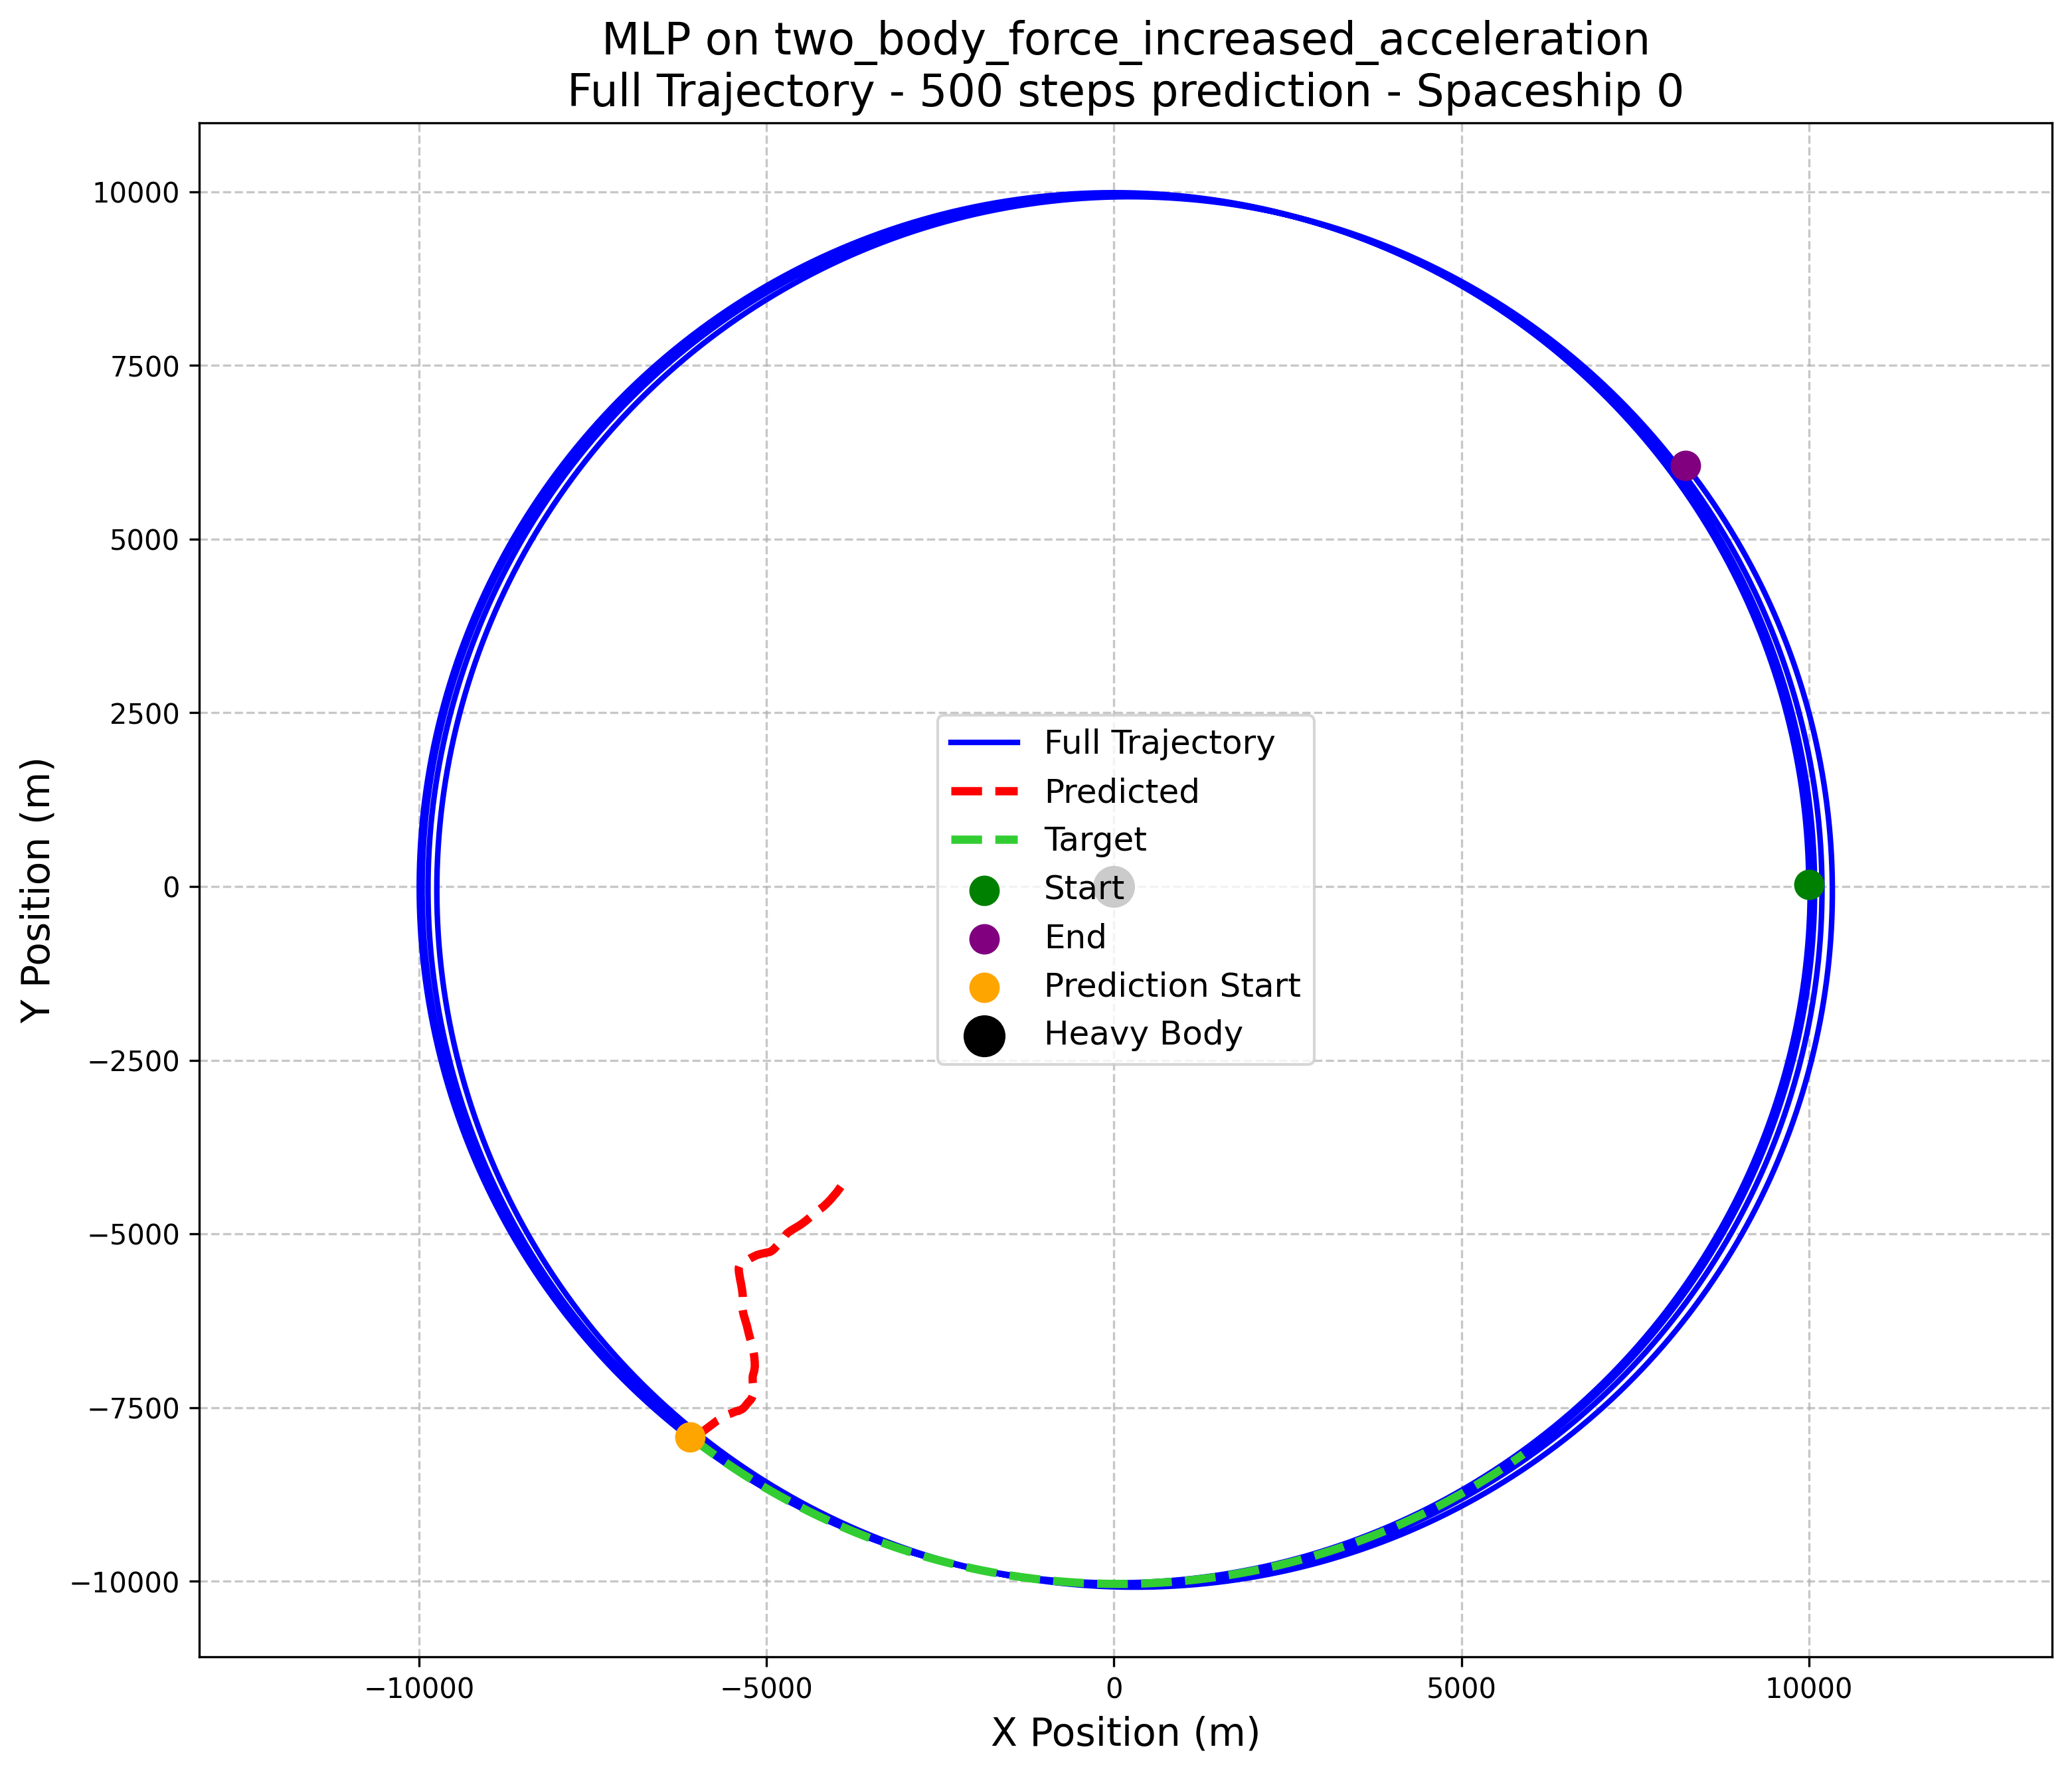 MLP on two_body_force_increased_acceleration
Full Trajectory - 500 steps prediction - Spaceship 0
10000
7500
5000
2500
0
−2500
−5000
−7500
−10000
Y Position (m)
Full Trajectory
Predicted
Target
Start
End
Prediction Start
Heavy Body
−10000
−5000
0
5000
10000
X Position (m)